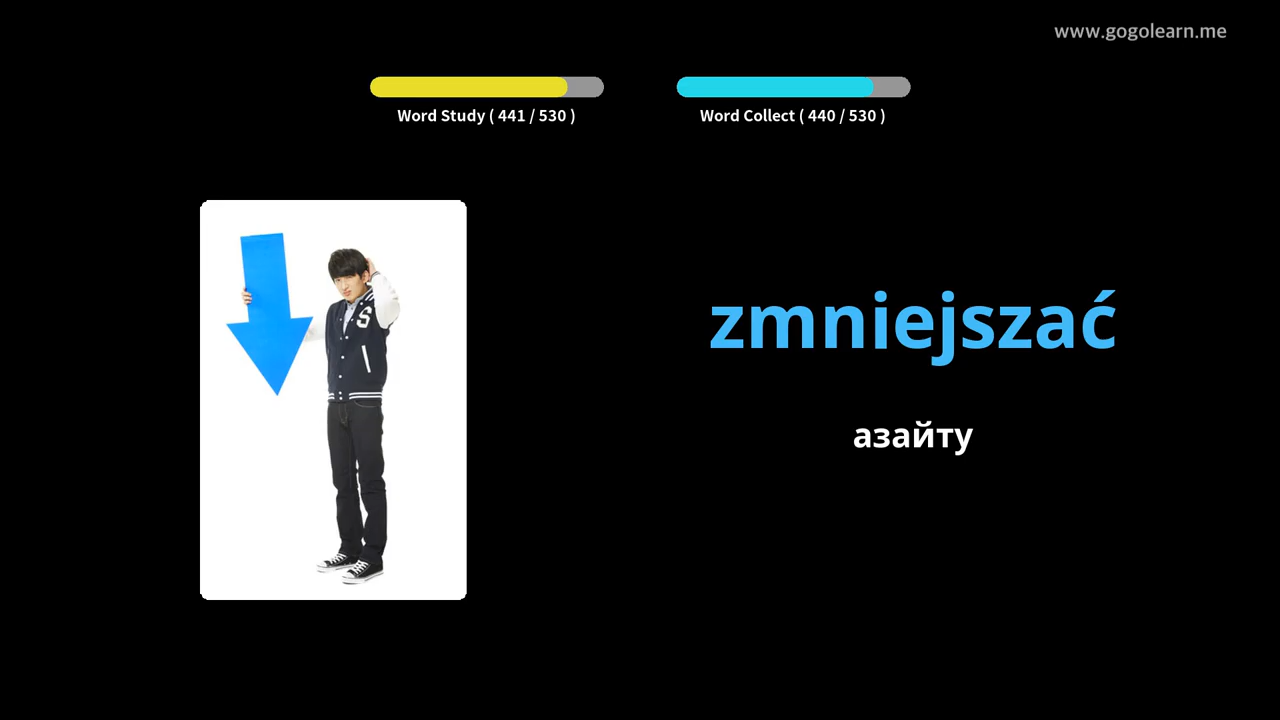 www.gogolearn.me
Word Study ( 441 / 530 )
Word Collect ( 440 / 530 )
S
zmniejszać
азайту